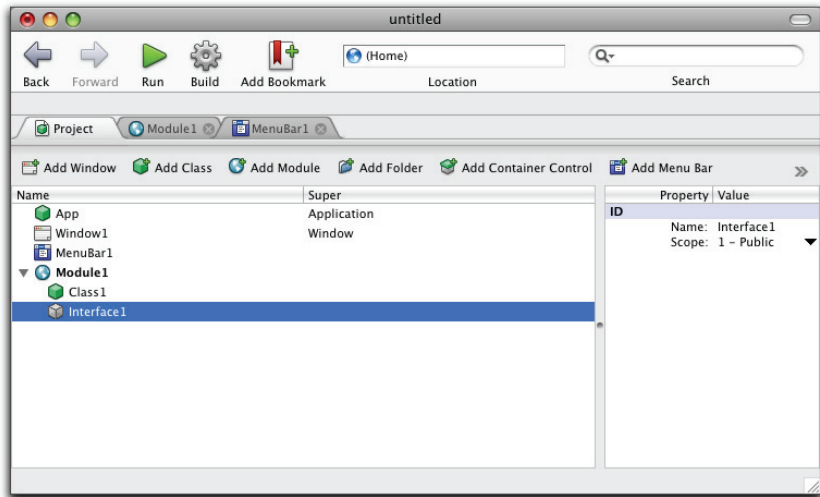 untitled
(Home)
Back Forward Run Build Add Bookmark Location Search
Project Module1 MenuBar1
Add Window Add Class Add Module Add Folder Add Container Control Add Menu Bar
Name Super Property Value
App Application ID
Window1 Window Name: Interface1
MenuBar1 Scope: 1 – Public
Module1
Class1
Interface1